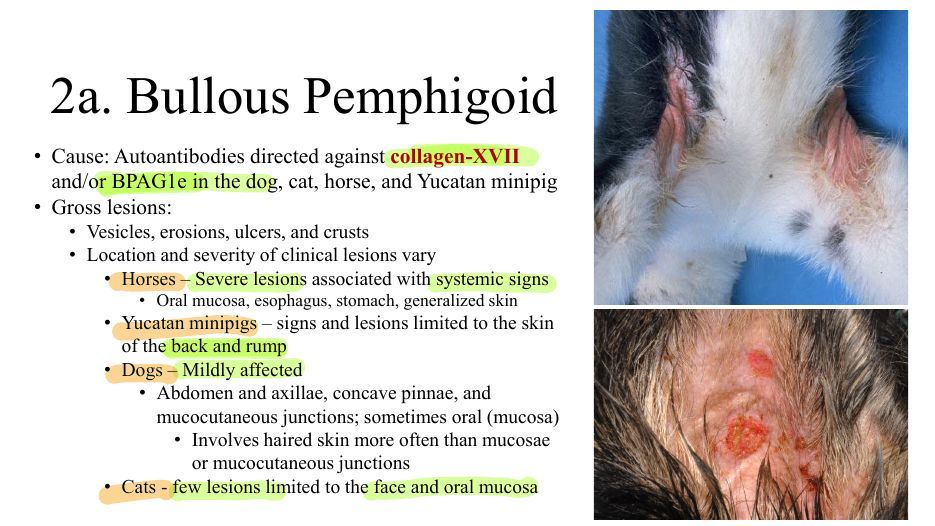 2a. Bullous Pemphigoid
• Cause: Autoantibodies directed against collagen-XVII
and/or BPAG1e in the dog, cat, horse, and Yucatan minipig
• Gross lesions:
• Vesicles, erosions, ulcers, and crusts
• Location and severity of clinical lesions vary
• Horses – Severe lesions associated with systemic signs
• Oral mucosa, esophagus, stomach, generalized skin
• Yucatan minipigs – signs and lesions limited to the skin
of the back and rump
• Dogs – Mildly affected
• Abdomen and axillae, concave pinnae, and
mucocutaneous junctions; sometimes oral (mucosa)
• Involves haired skin more often than mucosae
or mucocutaneous junctions
• Cats - few lesions limited to the face and oral mucosa